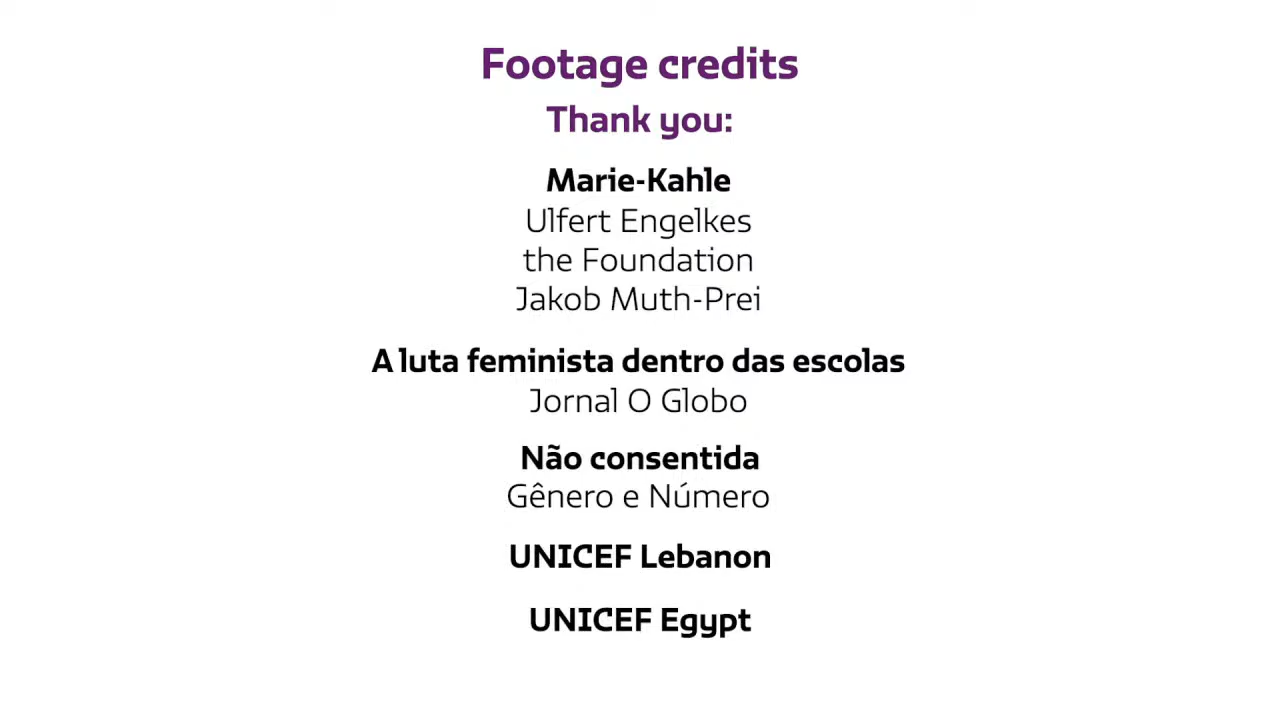 Footage credits
Thank you:
Marie-Kahle
Ulfert Engelkes
the Foundation
Jakob Muth-Prei
A luta feminista dentro das escolas
Jornal O Globo
Não consentida
Gênero e Número
UNICEF Lebanon
UNICEF Egypt